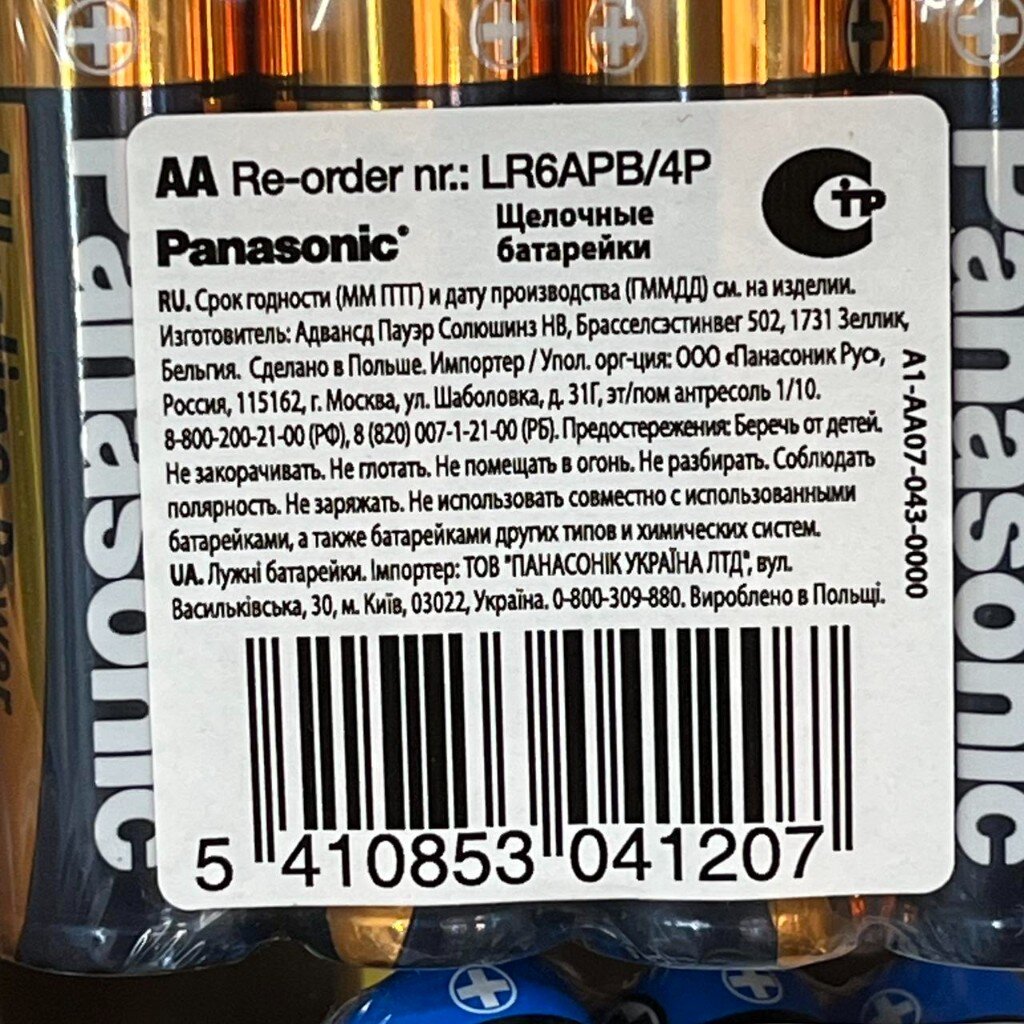 AA Re-order nr.: LR6APB/4P
Panasonic
Щелочные
батарейки
RU. Срок годности (ММ ГГГГ) и дату производства (ГММДД) см. на изделии.
Изготовитель: Адвансд Пауэр Солюшинз НВ, Брасселсэстинвег 502, 1731 Зеллик,
Бельгия. Сделано в Польше. Импортер / Упол. орг-ция: ООО «Панасоник Рус»,
Россия, 115162, г. Москва, ул. Шаболовка, д. 31Г, эт/пом антресоль 1/10.
8-800-200-21-00 (РФ), 8 (820) 007-1-21-00 (РБ). Предостережения: Беречь от детей.
Не закорачивать. Не глотать. Не помещать в огонь. Не разбирать. Соблюдать
полярность. Не заряжать. Не использовать совместно с использованными
батарейками, а также батарейками других типов и химических систем.
UA. Лужні батарейки. Імпортер: ТОВ "ПАНАСОНІК УКРАЇНА ЛТД", вул.
Васильківська, 30, м. Київ, 03022, Україна. 0-800-309-880. Вироблено в Польщі.
A1-AA07-043-0000
5 410853 041207
Panasonic
Panasonic
Power